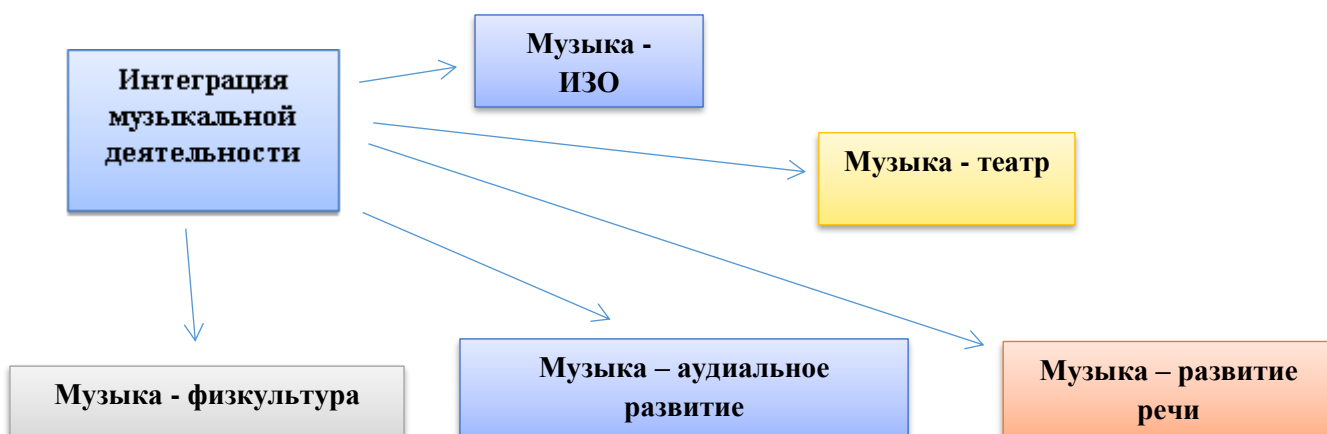 Интеграция
музыкальной
деятельности
Музыка -
ИЗО
Музыка - театр
Музыка - физкультура
Музыка – аудиальное
развитие
Музыка – развитие
речи